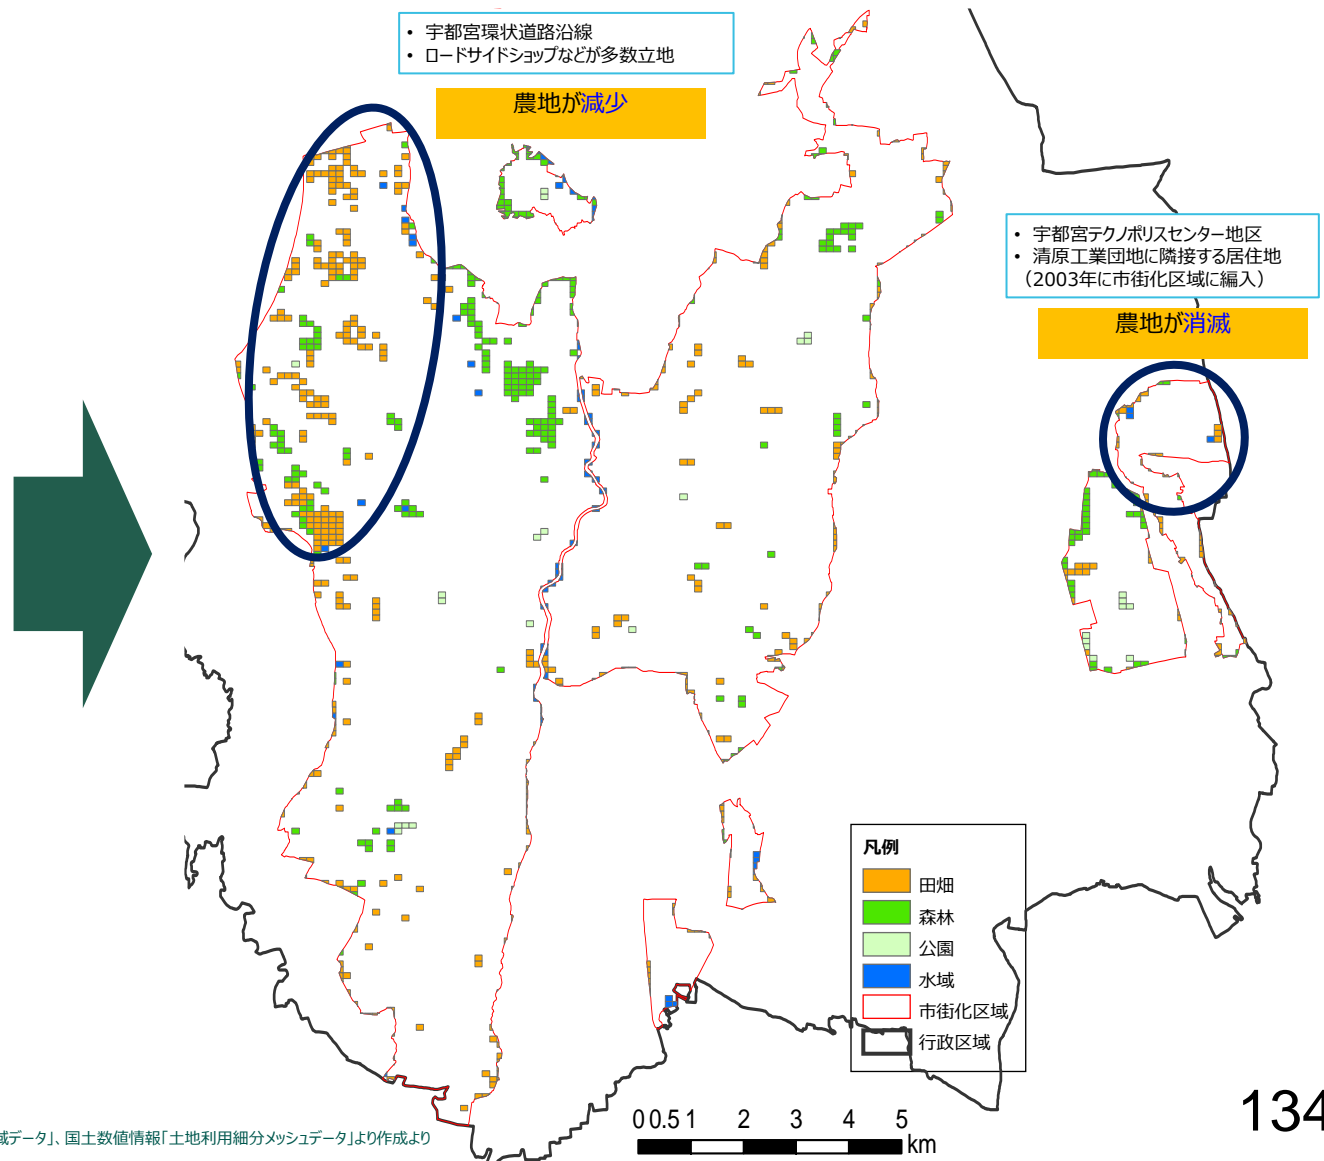 • 宇都宮環状道路沿線
• ロードサイドショップなどが多数立地
農地が減少
• 宇都宮テクノポリスセンター地区
• 清原工業団地に隣接する居住地
（2003年に市街化区域に編入）
農地が消滅
凡例
田畑
森林
公園
水域
市街化区域
行政区域
0 0.5 1 2 3 4 5
km
域データ」、国土数値情報「土地利用細分メッシュデータ」より作成より
134